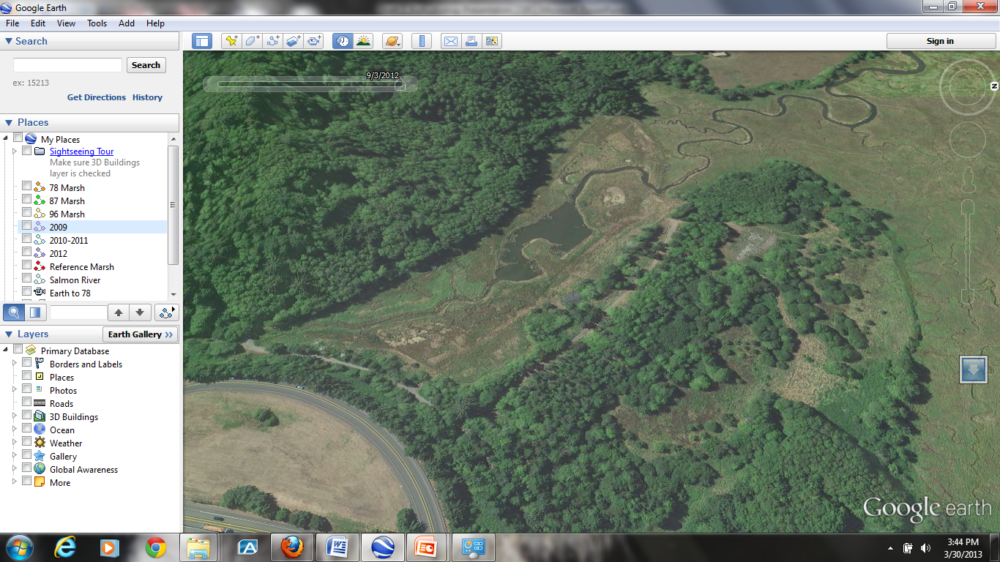 Google Earth
File Edit View Tools Add Help
Search
Sign in
Search
ex: 15213
Get Directions History
Places
My Places
Sightseeing Tour
Make sure 3D Buildings
layer is checked
78 Marsh
87 Marsh
96 Marsh
2009
2010-2011
2012
Reference Marsh
Salmon River
Earth to 78
Layers
Earth Gallery »
Primary Database
Borders and Labels
Places
Photos
Roads
3D Buildings
Ocean
Weather
Gallery
Global Awareness
More
9/3/2012
N
Google earth
3:44 PM
3/30/2013